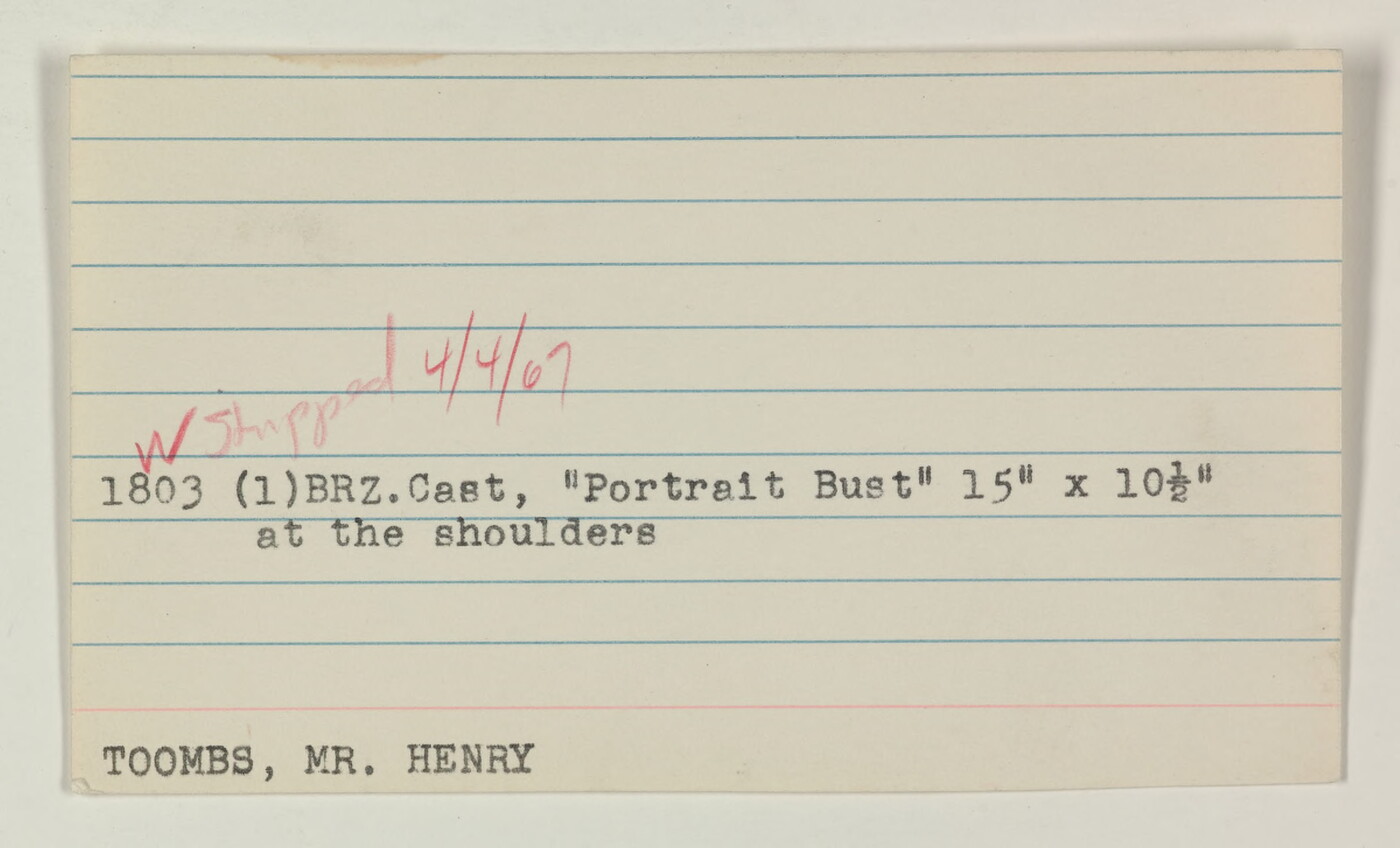 W Shipped 4/4/67
1803 (1)BRZ.Cast, "Portrait Bust" 15" x 10½"
at the shoulders
TOOMBS, MR. HENRY